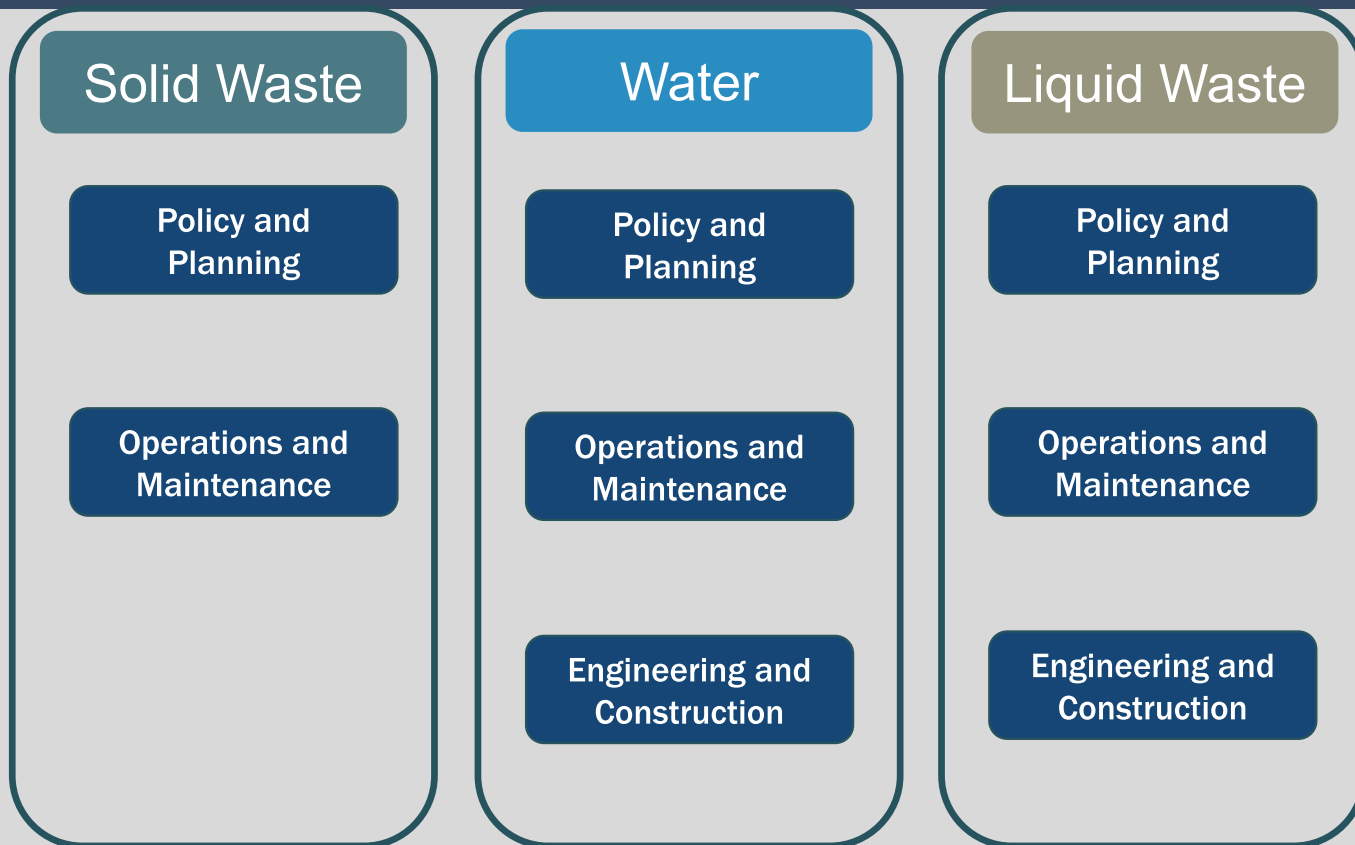 Solid Waste
Policy and
Planning
Operations and
Maintenance
Water
Policy and
Planning
Operations and
Maintenance
Engineering and
Construction
Liquid Waste
Policy and
Planning
Operations and
Maintenance
Engineering and
Construction